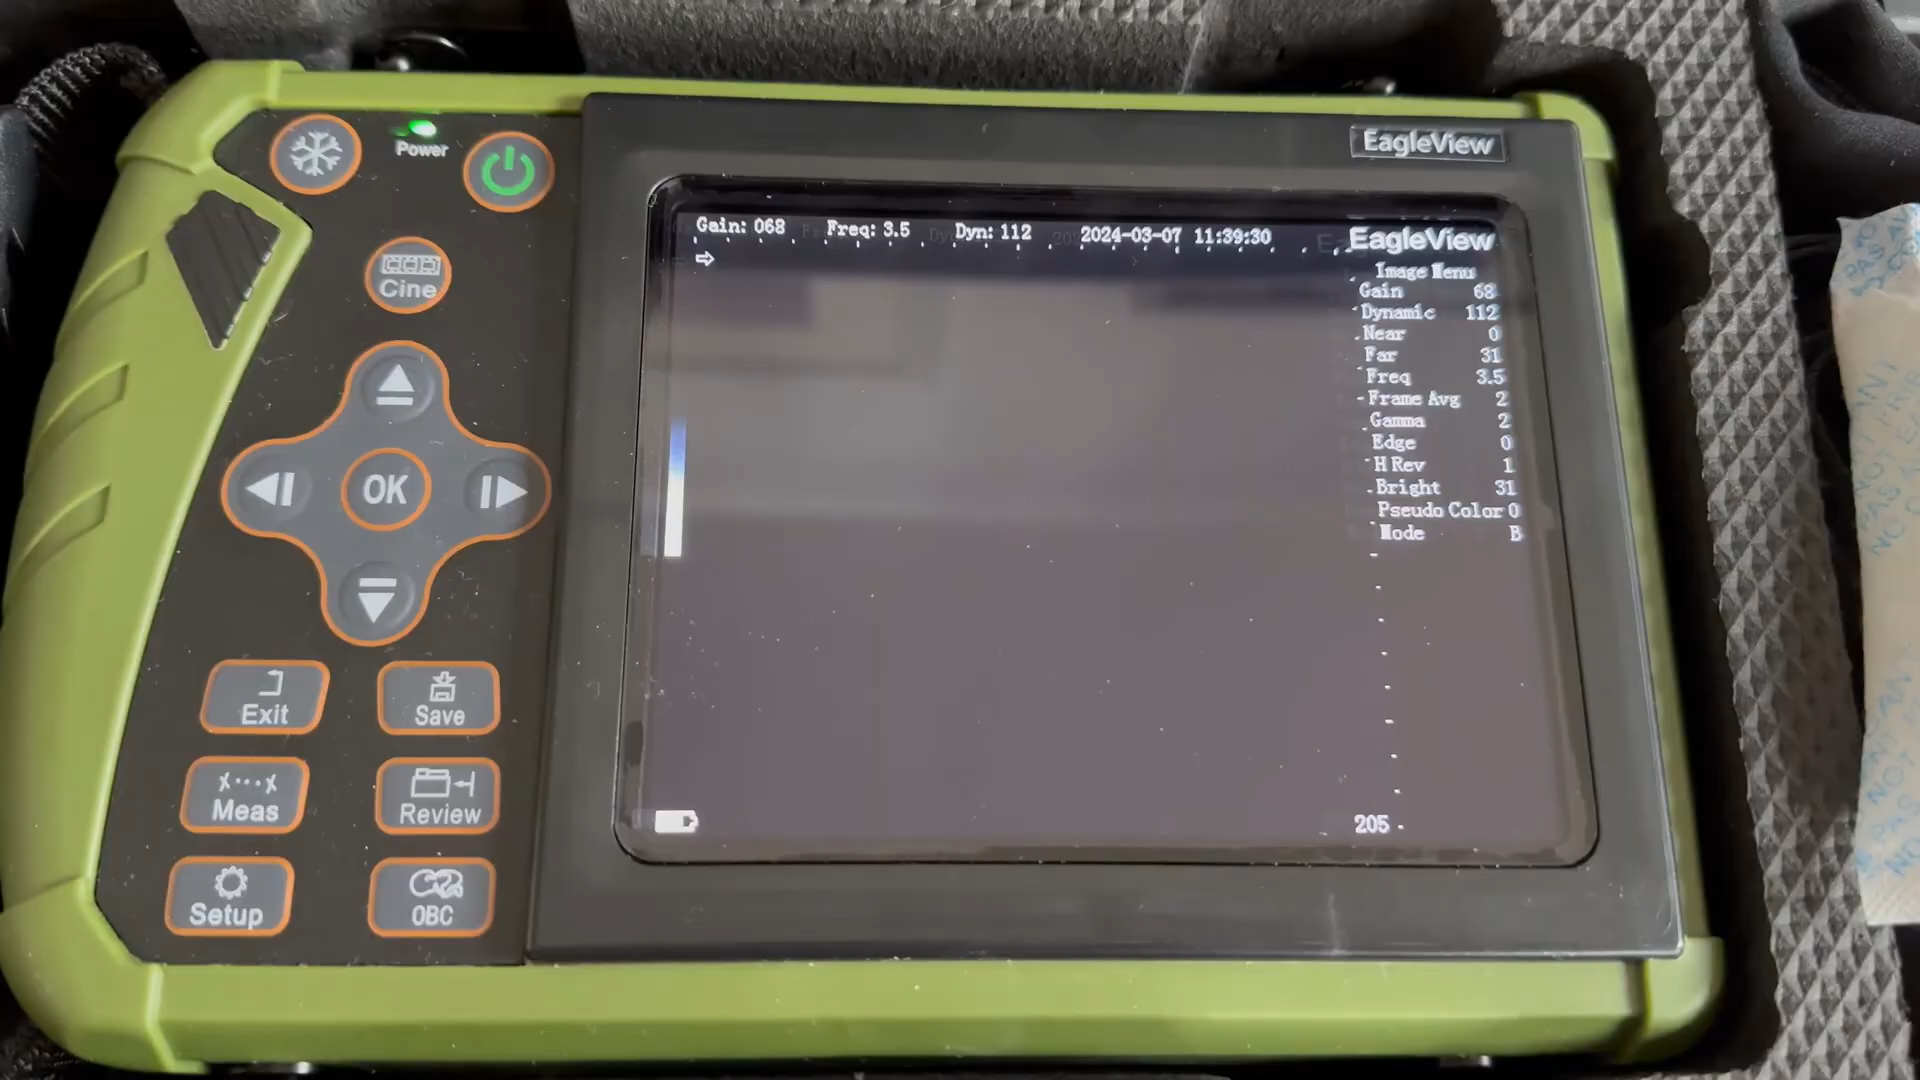 EagleView
Power
Cine
OK
Exit
Save
Meas
Review
Setup
OBC
Gain: 068 Freq: 3.5 Dyn: 112 2024-03-07 11:39:30
EagleView
Image Menu
Gain 68
Dynamic 112
Near 0
Far 31
Freq 3.5
Frame Avg 2
Gamma 2
Edge 0
H Rev 1
Bright 31
Pseudo Color 0
Mode B
205